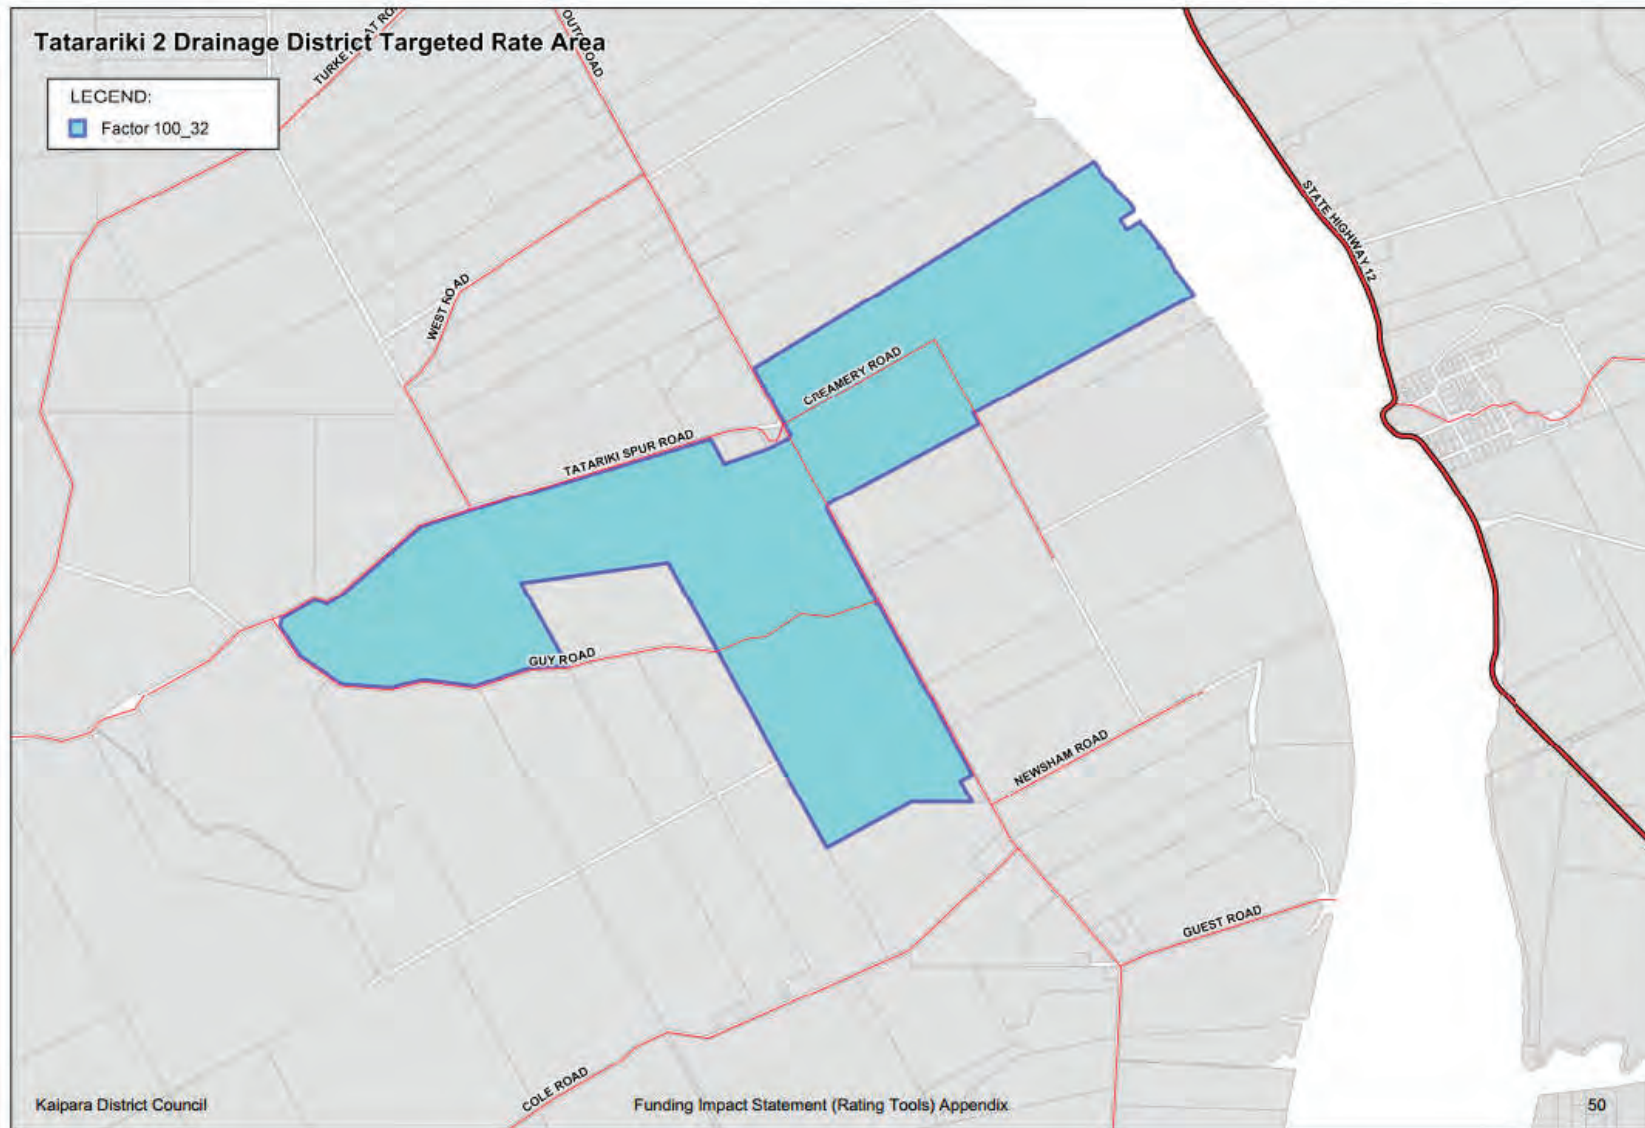 Tatarariki 2 Drainage District Targeted Rate Area
LEGEND:
Factor 100_32
WEST ROAD
STATE HIGHWAY 12
CREAMERY ROAD
TATARIKI SPUR ROAD
GUY ROAD
NEWSHAM ROAD
GUEST ROAD
COLE ROAD
Kaipara District Council
Funding Impact Statement (Rating Tools) Appendix
50